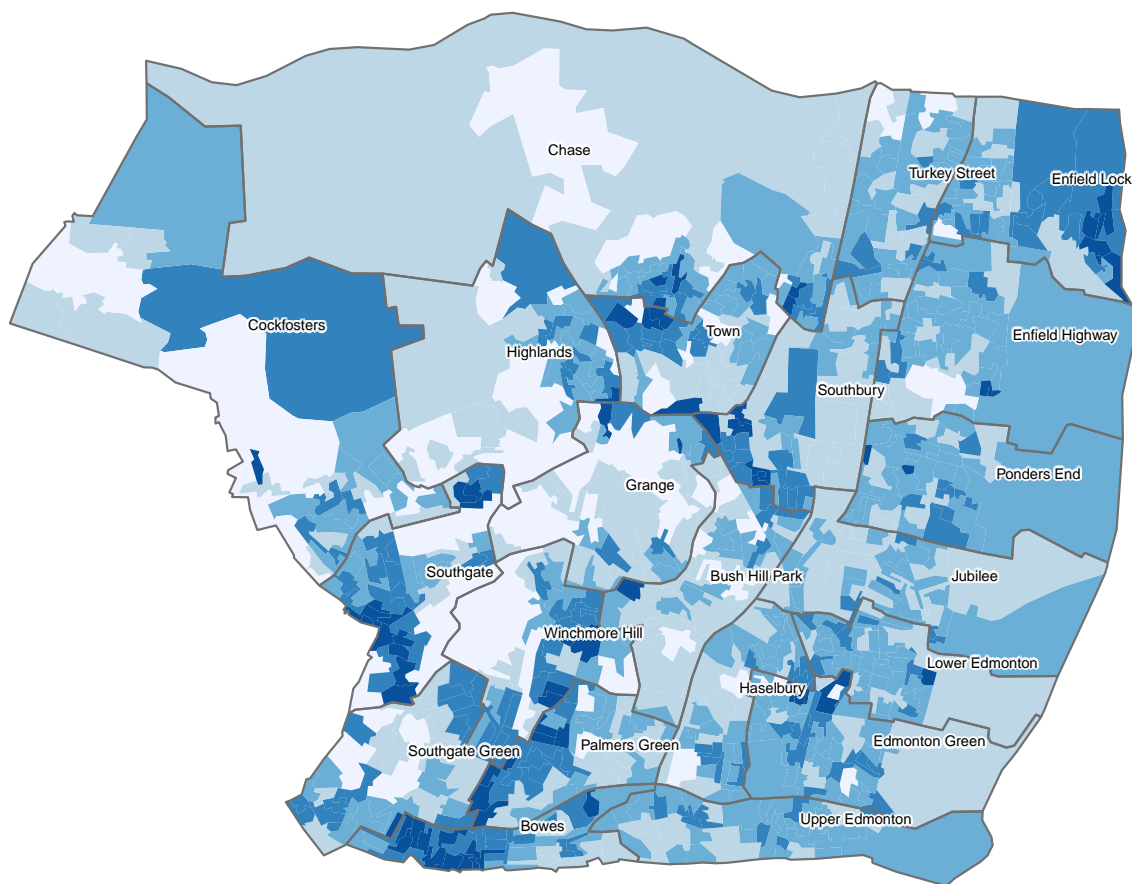 Chase
Turkey Street
Enfield Lock
Cockfosters
Town
Enfield Highway
Highlands
Southbury
Ponders End
Grange
Southgate
Bush Hill Park
Jubilee
Winchmore Hill
Lower Edmonton
Haselbury
Edmonton Green
Southgate Green
Palmers Green
Bowes
Upper Edmonton